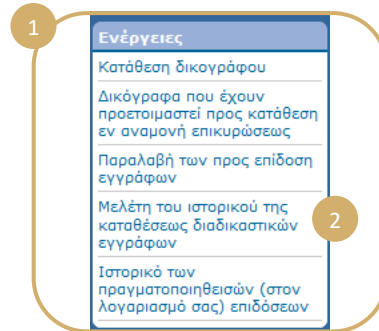 1
Ενέργειες
Κατάθεση δικογράφου
Δικόγραφα που έχουν
προετοιμαστεί προς κατάθεση
εν αναμονή επικυρώσεως
Παραλαβή των προς επίδοση
εγγράφων
Μελέτη του ιστορικού της
καταθέσεως διαδικαστικών
εγγράφων
2
Ιστορικό των
πραγματοποιηθεισών (στον
λογαριασμό σας) επιδόσεων